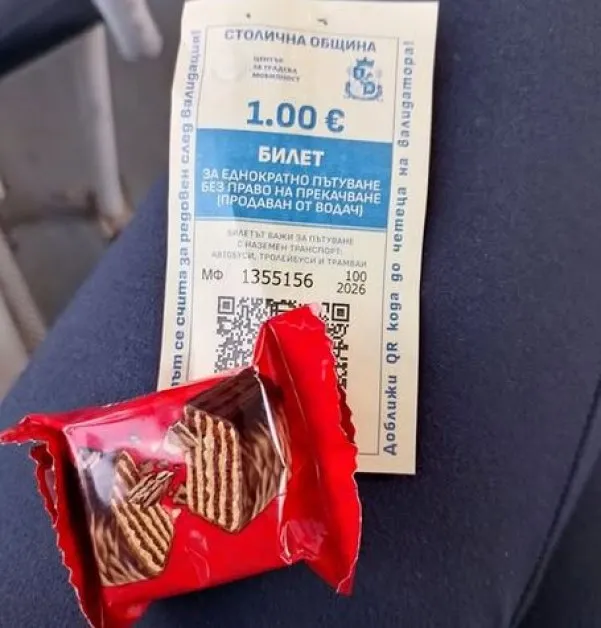 СТОЛИЧНА ОБЩИНА
ЦЕНТЪР
ЗА ГРАДСКА
МОБИЛНОСТ
1.00 €
БИЛЕТ
ЗА ЕДНОКРАТНО ПЪТУВАНЕ
БЕЗ ПРАВО НА ПРЕКАЧВАНЕ
(ПРОДАВАН ОТ ВОДАЧ)
БИЛЕТЪТ ВАЖИ ЗА ПЪТУВАНЕ
С НАЗЕМЕН ТРАНСПОРТ:
АВТОБУСИ, ТРОЛЕЙБУСИ И ТРАМВАИ
МФ 1355156 100
2026
се счита за редовен след валидация!
Доближи QR кода до четеца на валидатора!